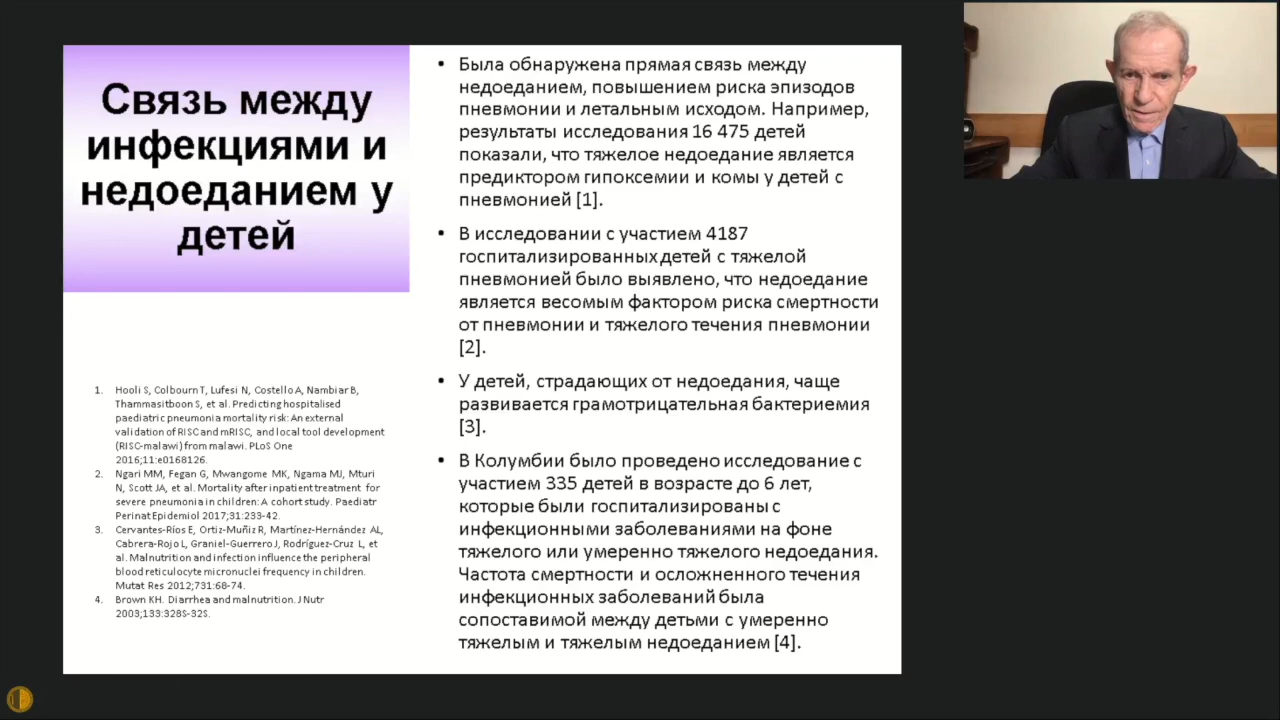 Связь между
инфекциями и
недоеданием у
детей
• Была обнаружена прямая связь между
недоеданием, повышением риска эпизодов
пневмонии и летальным исходом. Например,
результаты исследования 16 475 детей
показали, что тяжелое недоедание является
предиктором гипоксемии и комы у детей с
пневмонией [1].
• В исследовании с участием 4187
госпитализированных детей с тяжелой
пневмонией было выявлено, что недоедание
является весомым фактором риска смертности
от пневмонии и тяжелого течения пневмонии
[2].
• У детей, страдающих от недоедания, чаще
развивается грамотрицательная бактериемия
[3].
• В Колумбии было проведено исследование с
участием 335 детей в возрасте до 6 лет,
которые были госпитализированы с
инфекционными заболеваниями на фоне
тяжелого или умеренно тяжелого недоедания.
Частота смертности и осложненного течения
инфекционных заболеваний была
сопоставимой между детьми с умеренно
тяжелым и тяжелым недоеданием [4].
1. Hooli S, Colbourn T, Lufesi N, Costello A, Nambiar B,
Thammasitboon S, et al. Predicting hospitalised
paediatric pneumonia mortality risk: An external
validation of RISC and mRISC, and local tool development
(RISC-malawi) from malawi. PLoS One
2016;11:e0168126.
2. Ngari MM, Fegan G, Mwangome MK, Ngama MJ, Mturi
N, Scott JA, et al. Mortality after inpatient treatment for
severe pneumonia in children: A cohort study. Paediatr
Perinat Epidemiol 2017;31:233-42.
3. Cervantes-Ríos E, Ortiz-Muñiz R, Martínez-Hernández AL,
Cabrera-Rojo L, Graniel-Guerrero J, Rodríguez-Cruz L, et
al. Malnutrition and infection influence the peripheral
blood reticulocyte micronuclei frequency in children.
Mutat Res 2012;731:68-74.
4. Brown KH. Diarrhea and malnutrition. J Nutr
2003;133:328S-32S.